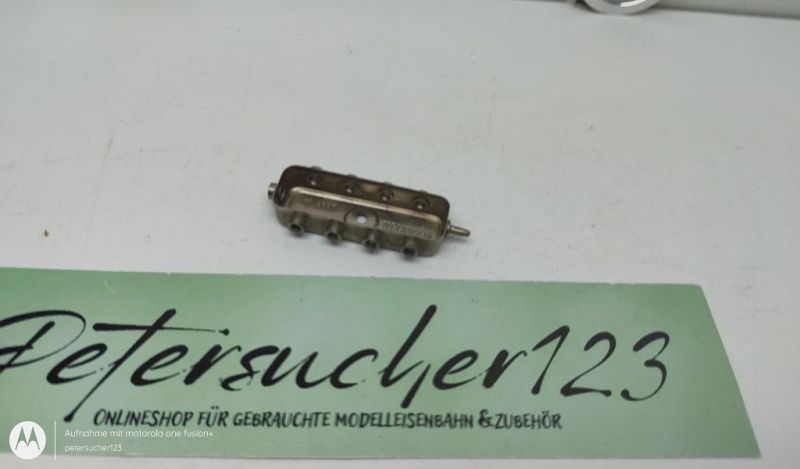 Petersucher123
ONLINESHOP FÜR GEBRAUCHTE MODELLEISENBAHN & ZUBEHÖR
Aufnahme mit motorola one fusion+
petersucher123